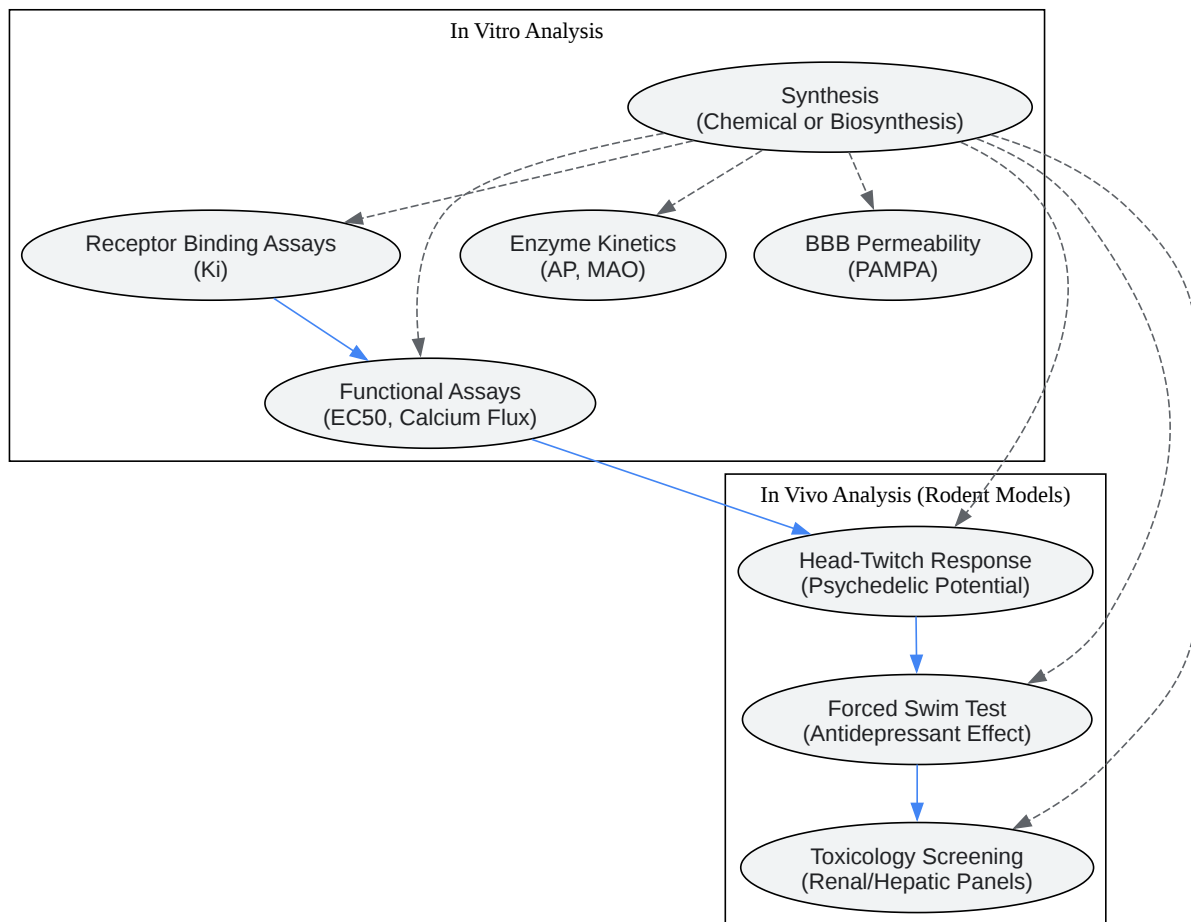 In Vitro Analysis
Synthesis
(Chemical or Biosynthesis)
Receptor Binding Assays
(Ki)
Enzyme Kinetics
(AP, MAO)
BBB Permeability
(PAMPA)
Functional Assays
(EC50, Calcium Flux)
In Vivo Analysis (Rodent Models)
Head-Twitch Response
(Psychedelic Potential)
Forced Swim Test
(Antidepressant Effect)
Toxicology Screening
(Renal/Hepatic Panels)